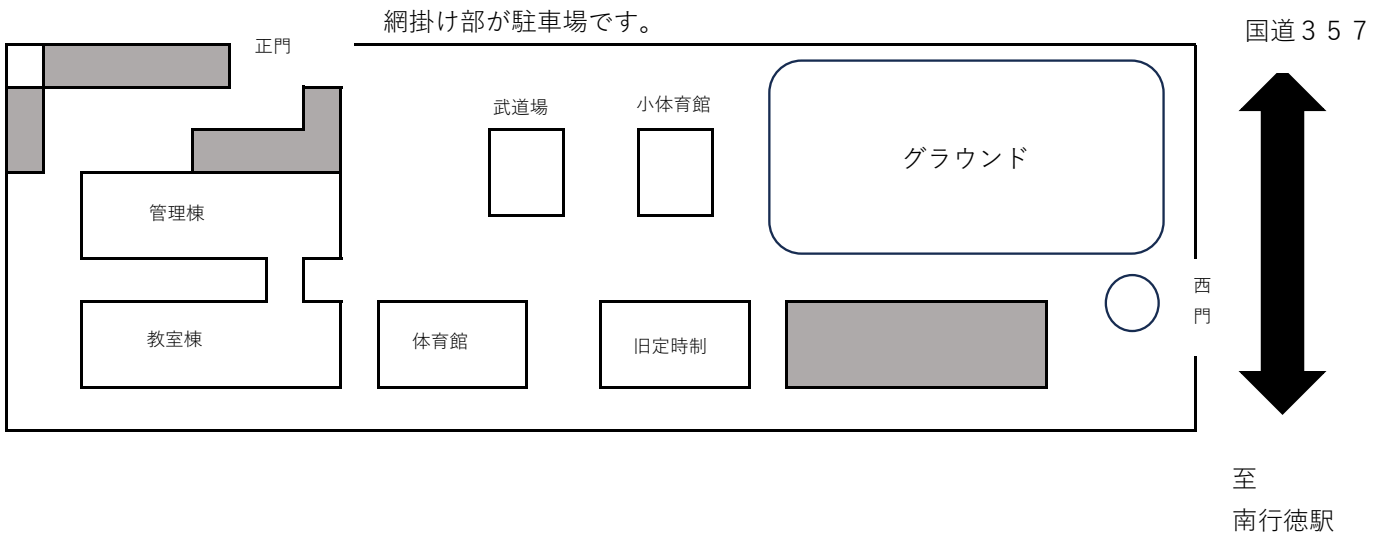 網掛け部が駐車場です。
国道３５７
正門
武道場
小体育館
グラウンド
管理棟
西
門
教室棟
体育館
旧定時制
至
南行徳駅